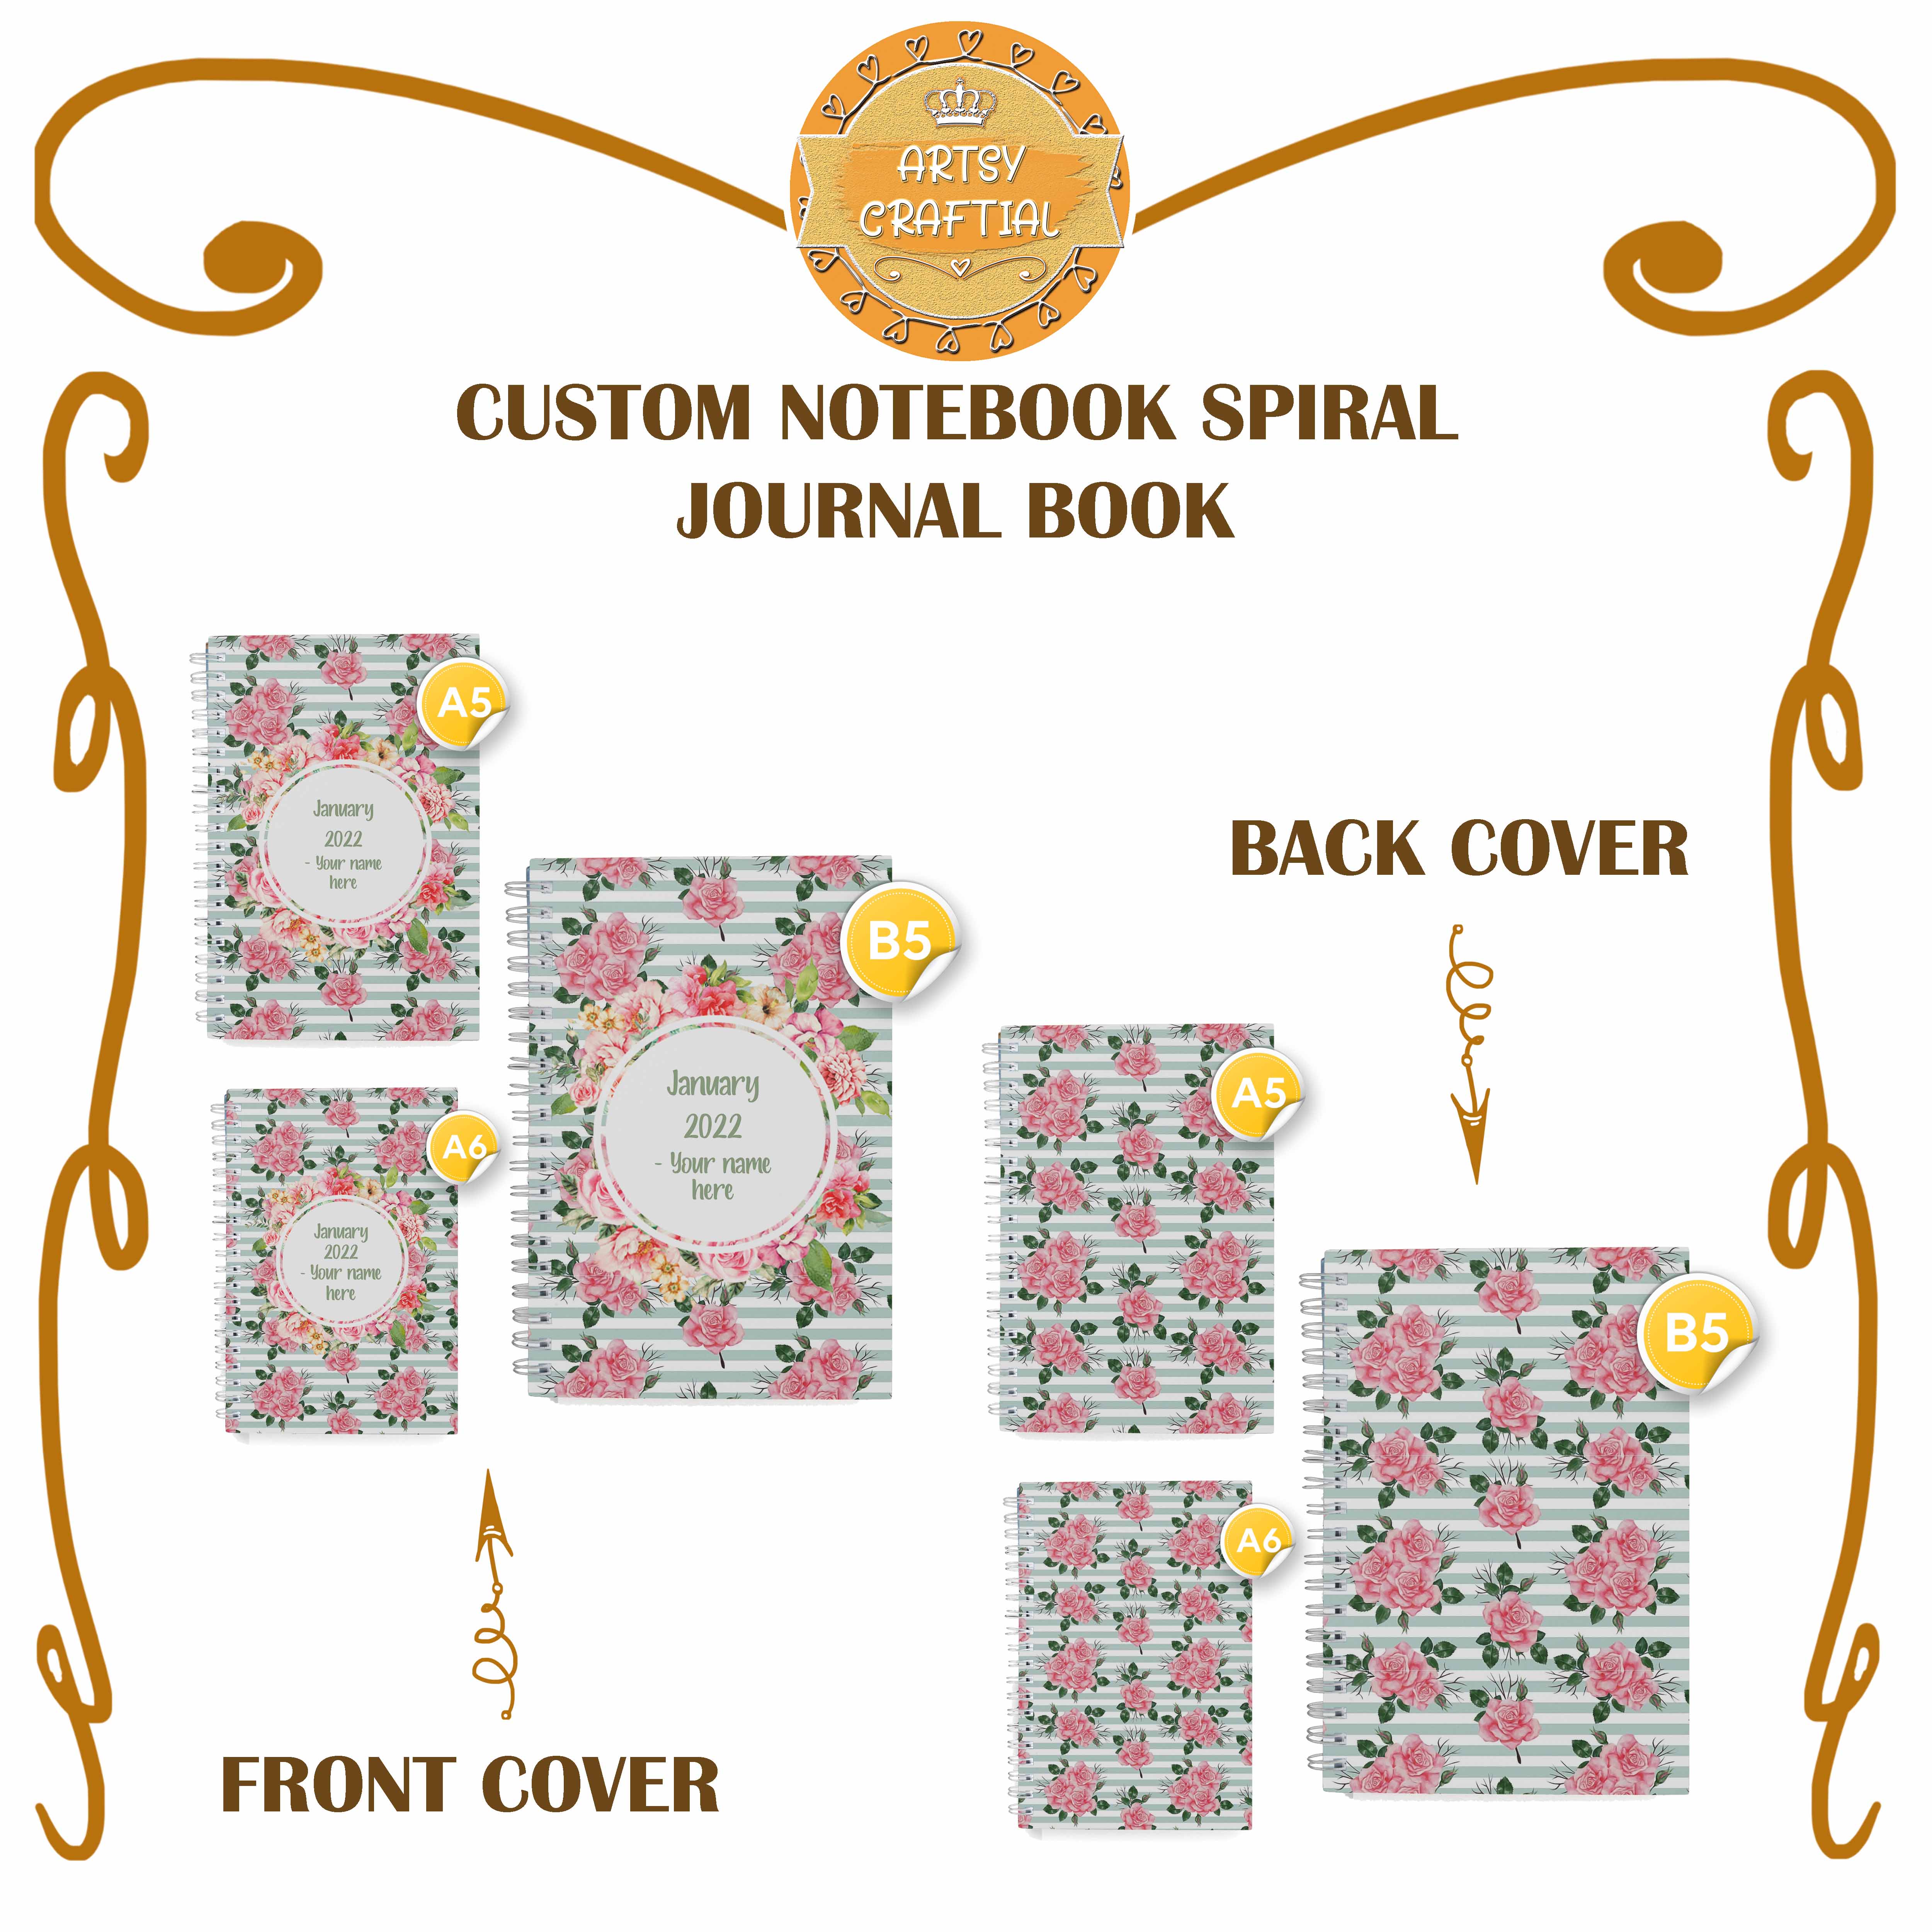 ARTSY
CRAFTIAL
CUSTOM NOTEBOOK SPIRAL
JOURNAL BOOK
A5
January
2022
- Your name
here
B5
January
2022
- Your name
here
A6
January
2022
- Your name
here
FRONT COVER
BACK COVER
A5
B5
A6